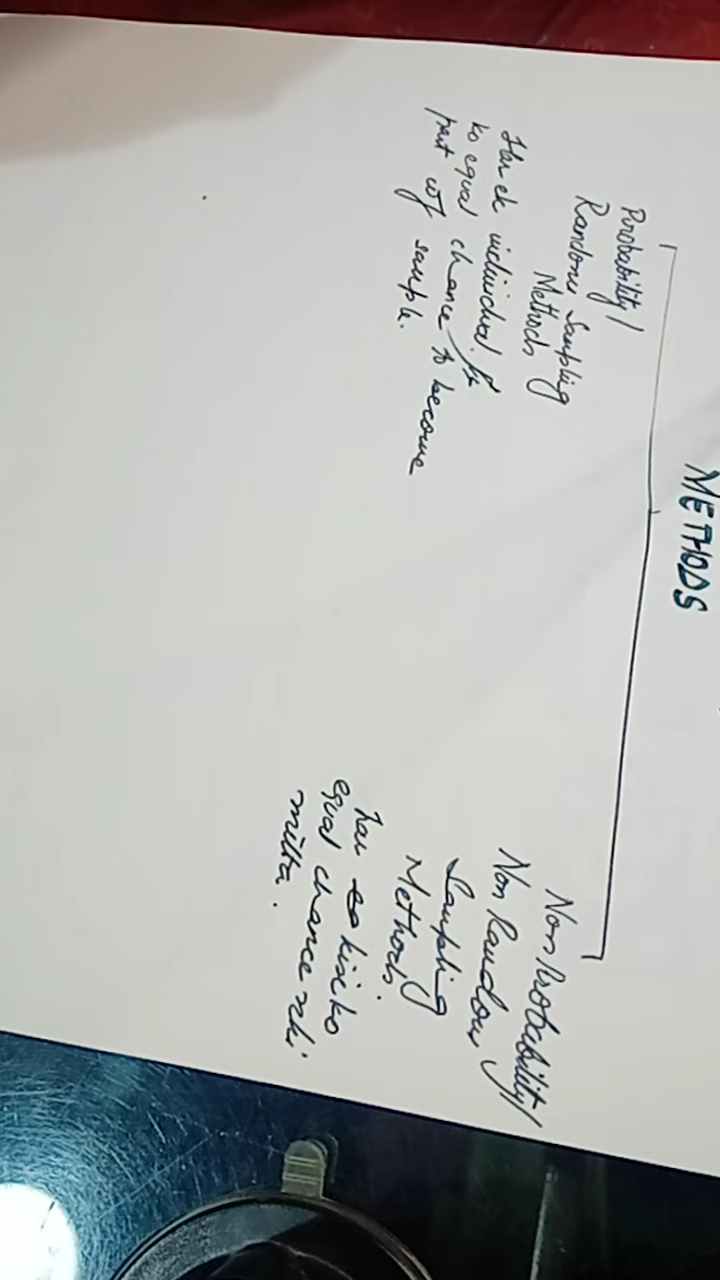 METHODS
Probability/
Random Sampling
Methods
Har ek individual
ko equal chance to become
part of sample.
Non Probability/
Non Random
Sampling
Methods.
har kisi ko
equal chance nhi
milta.